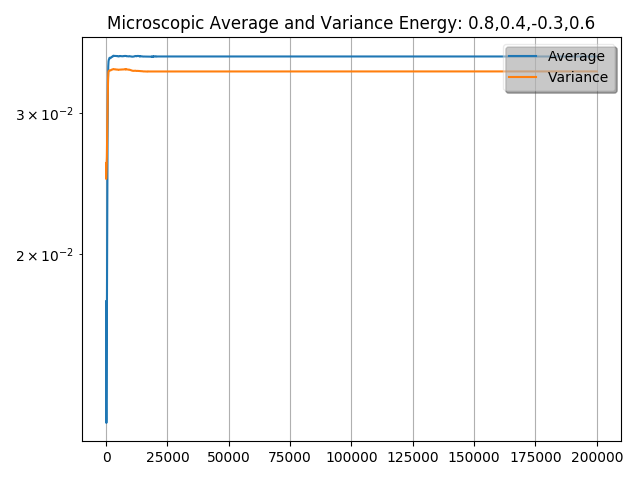 Microscopic Average and Variance Energy: 0.8,0.4,-0.3,0.6
Average
Variance
3 × 10⁻²
2 × 10⁻²
0 25000 50000 75000 100000 125000 150000 175000 200000